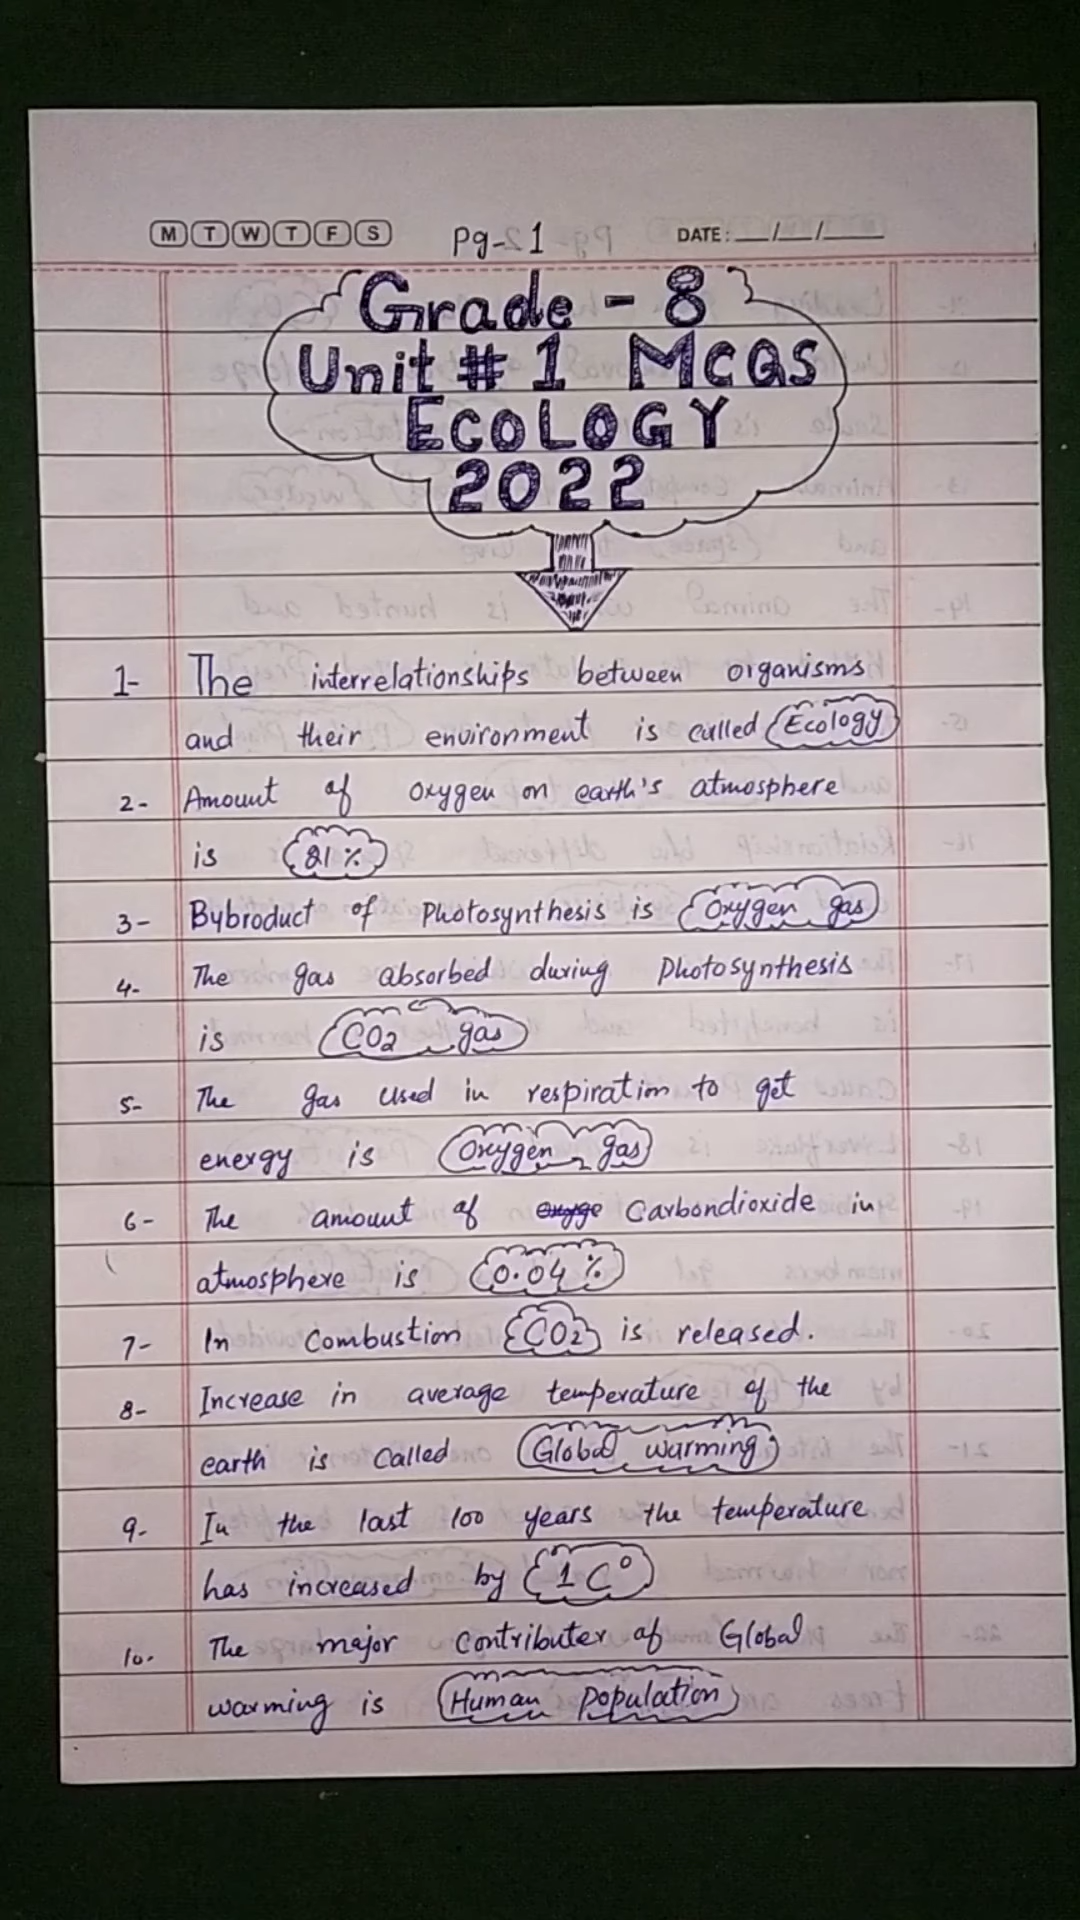 M T W T F S Pg-1 DATE: __/__/____
Grade - 8
Unit # 1 McQs
EcOLOGY
2022
1- The interrelationships between organisms
and their environment is called Ecology
2- Amount of oxygen on earth's atmosphere
is 21%
3- Bybroduct of Photosynthesis is Oxygen gas
4- The gas absorbed during photosynthesis
is CO2 gas
5- The gas used in respiration to get
energy is Oxygen gas
6- The amount of oxyge Carbondioxide in
atmosphere is 0.04%
7- In Combustion CO2 is released.
8- Increase in average temperature of the
earth is Called Global warming
9- In the last 100 years the temperature
has increased by 1 C°
10. The major Contributer of Global
warming is Human population